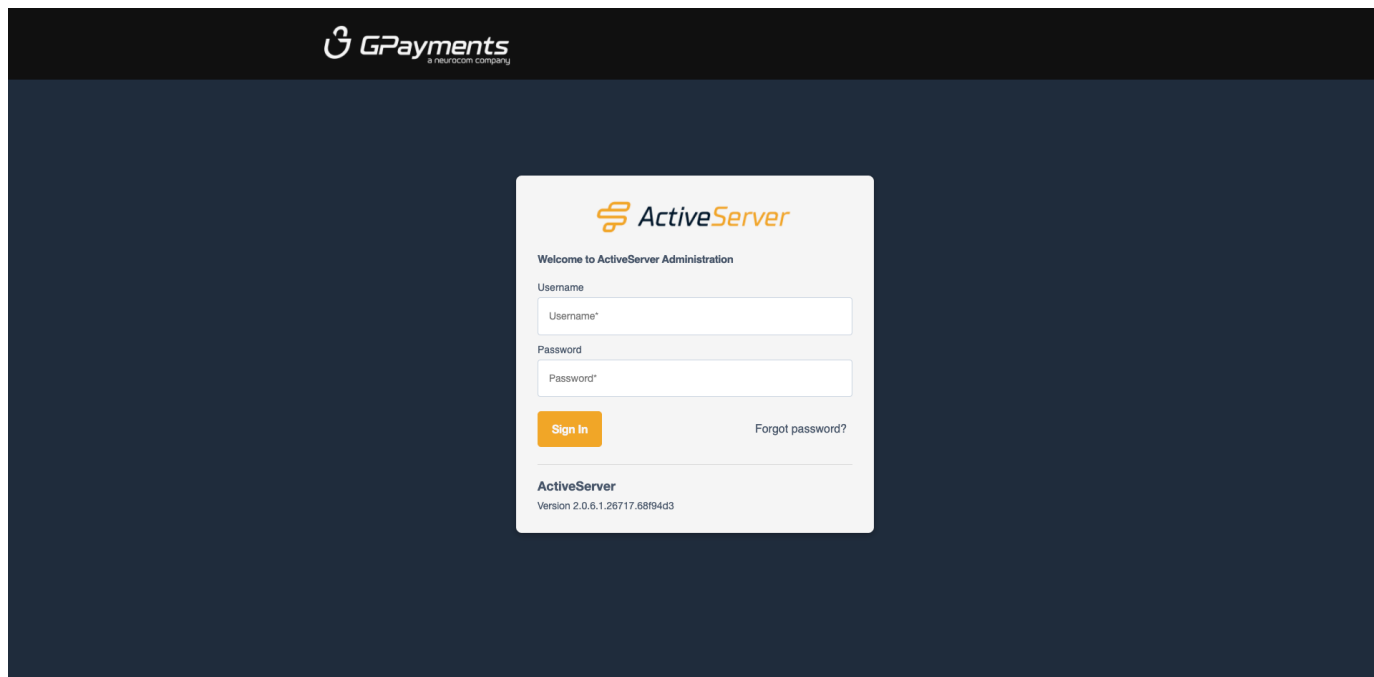 GPayments
a neurocom company
ActiveServer
Welcome to ActiveServer Administration
Username
Username*
Password
Password*
Sign In
Forgot password?
ActiveServer
Version 2.0.6.1.26717.68f94d3